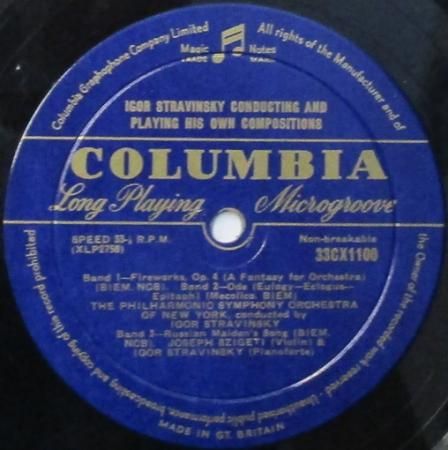 Columbia Graphophone Company Limited
Magic Notes
TRADE MARK
All rights of the Manufacturer and of
the Owner of the recorded work reserved - Unauthorised public performance, broadcasting and copying of this record prohibited
IGOR STRAVINSKY CONDUCTING AND
PLAYING HIS OWN COMPOSITIONS
COLUMBIA
Long Playing Microgroove
SPEED 33⅓ R.P.M. Non-breakable
(XLP2758) 33CX1100
Band 1—Fireworks, Op. 4 (A Fantasy for Orchestra)
(BIEM. NCB). Band 2—Ode (Eulogy—Eclogue—
Epitaph) (Mecolico. BIEM)
THE PHILHARMONIC SYMPHONY ORCHESTRA
OF NEW YORK, conducted by
IGOR STRAVINSKY
Band 3—Russian Maiden's Song (BIEM.
NCB). JOSEPH SZIGETI (Violin) &
IGOR STRAVINSKY (Pianoforte)
MADE IN GT. BRITAIN